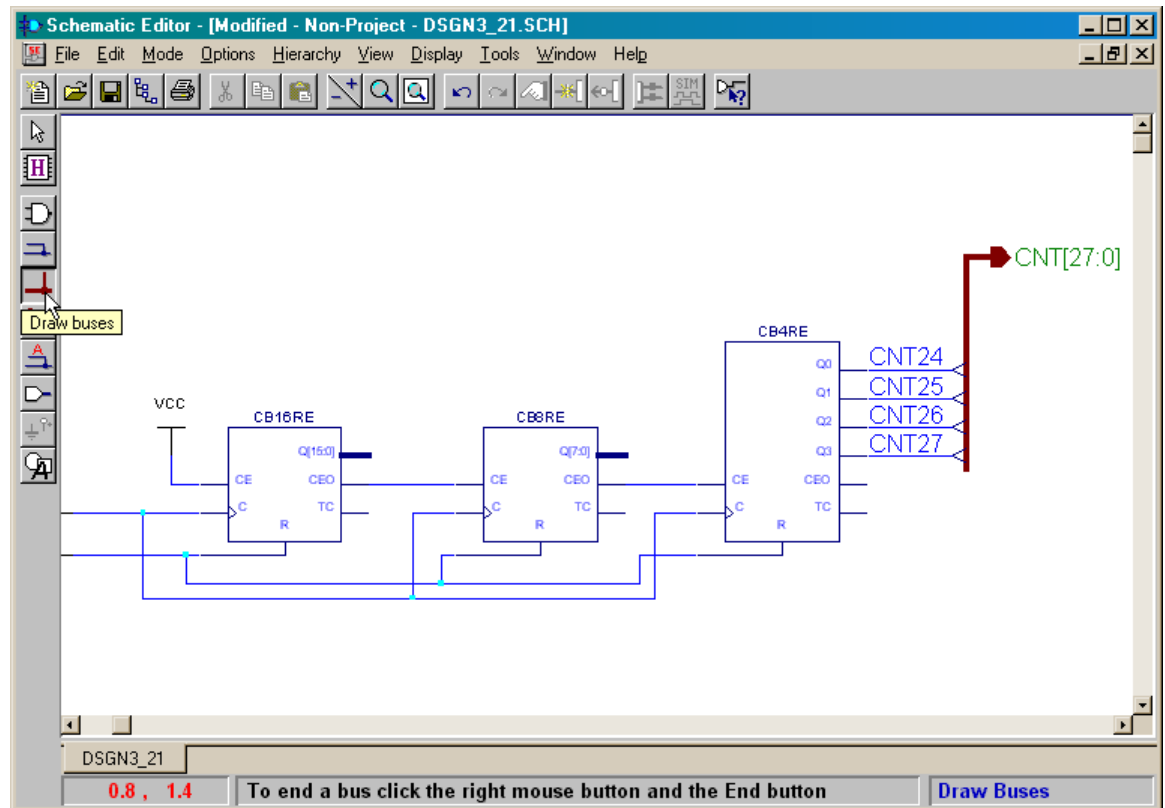 Schematic Editor - [Modified - Non-Project - DSGN3_21.SCH]
File Edit Mode Options Hierarchy View Display Tools Window Help
SIM
H
Draw buses
A
A
CNT[27:0]
CB4RE
Q0 CNT24
Q1 CNT25
Q2 CNT26
Q3 CNT27
VCC
CB16RE CB8RE
Q[15:0] Q[7:0]
CE CEO CE CEO CE CEO
C TC C TC C TC
R R R
DSGN3_21
0.8 , 1.4 To end a bus click the right mouse button and the End button Draw Buses